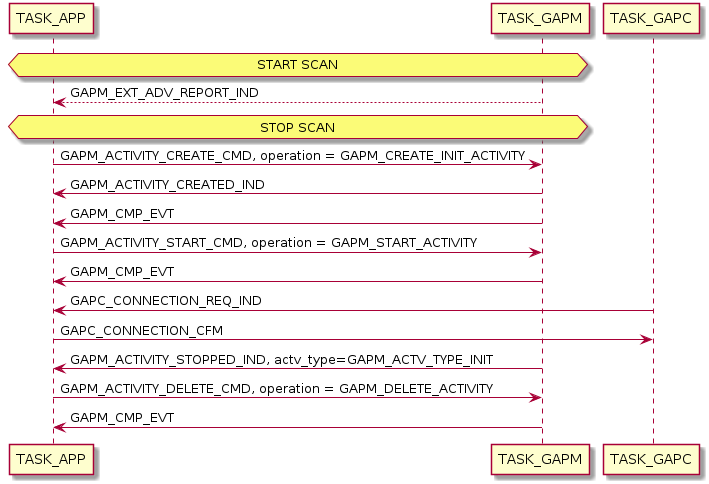 TASK_APP TASK_GAPM TASK_GAPC
START SCAN
GAPM_EXT_ADV_REPORT_IND
STOP SCAN
GAPM_ACTIVITY_CREATE_CMD, operation = GAPM_CREATE_INIT_ACTIVITY
GAPM_ACTIVITY_CREATED_IND
GAPM_CMP_EVT
GAPM_ACTIVITY_START_CMD, operation = GAPM_START_ACTIVITY
GAPM_CMP_EVT
GAPC_CONNECTION_REQ_IND
GAPC_CONNECTION_CFM
GAPM_ACTIVITY_STOPPED_IND, actv_type=GAPM_ACTV_TYPE_INIT
GAPM_ACTIVITY_DELETE_CMD, operation = GAPM_DELETE_ACTIVITY
GAPM_CMP_EVT
TASK_APP TASK_GAPM TASK_GAPC